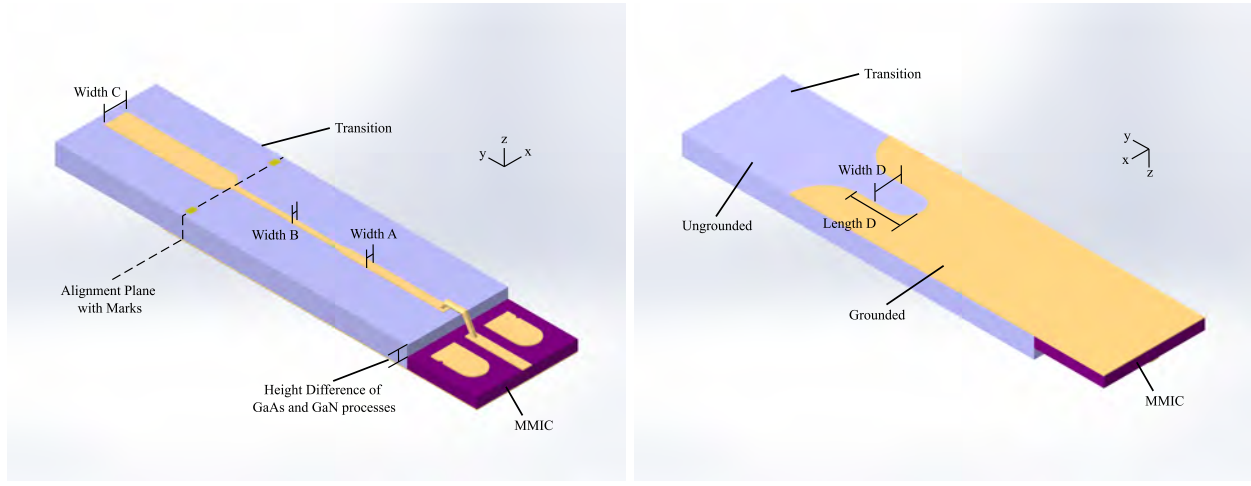 Width C
Transition
z
y
x
Width B
Width A
Alignment Plane
with Marks
Height Difference of
GaAs and GaN processes
MMIC
Transition
y
x
z
Width D
Ungrounded
Length D
Grounded
MMIC